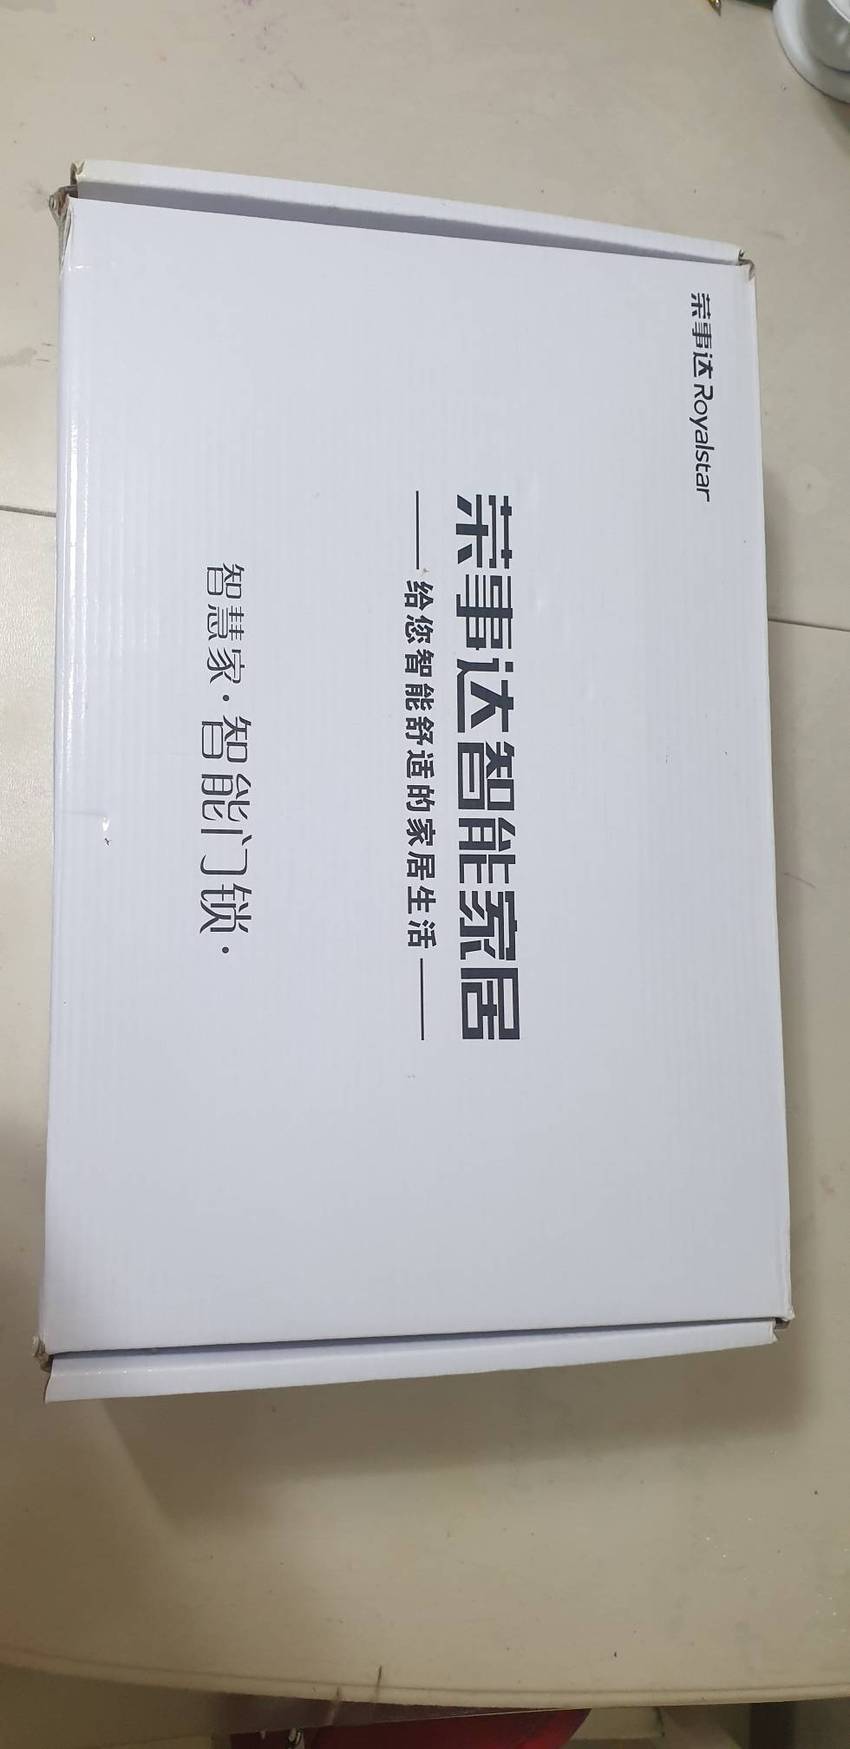 荣事达 Royalstar
荣事达智能家居
给您智能舒适的家居生活
智慧家·智能门锁·